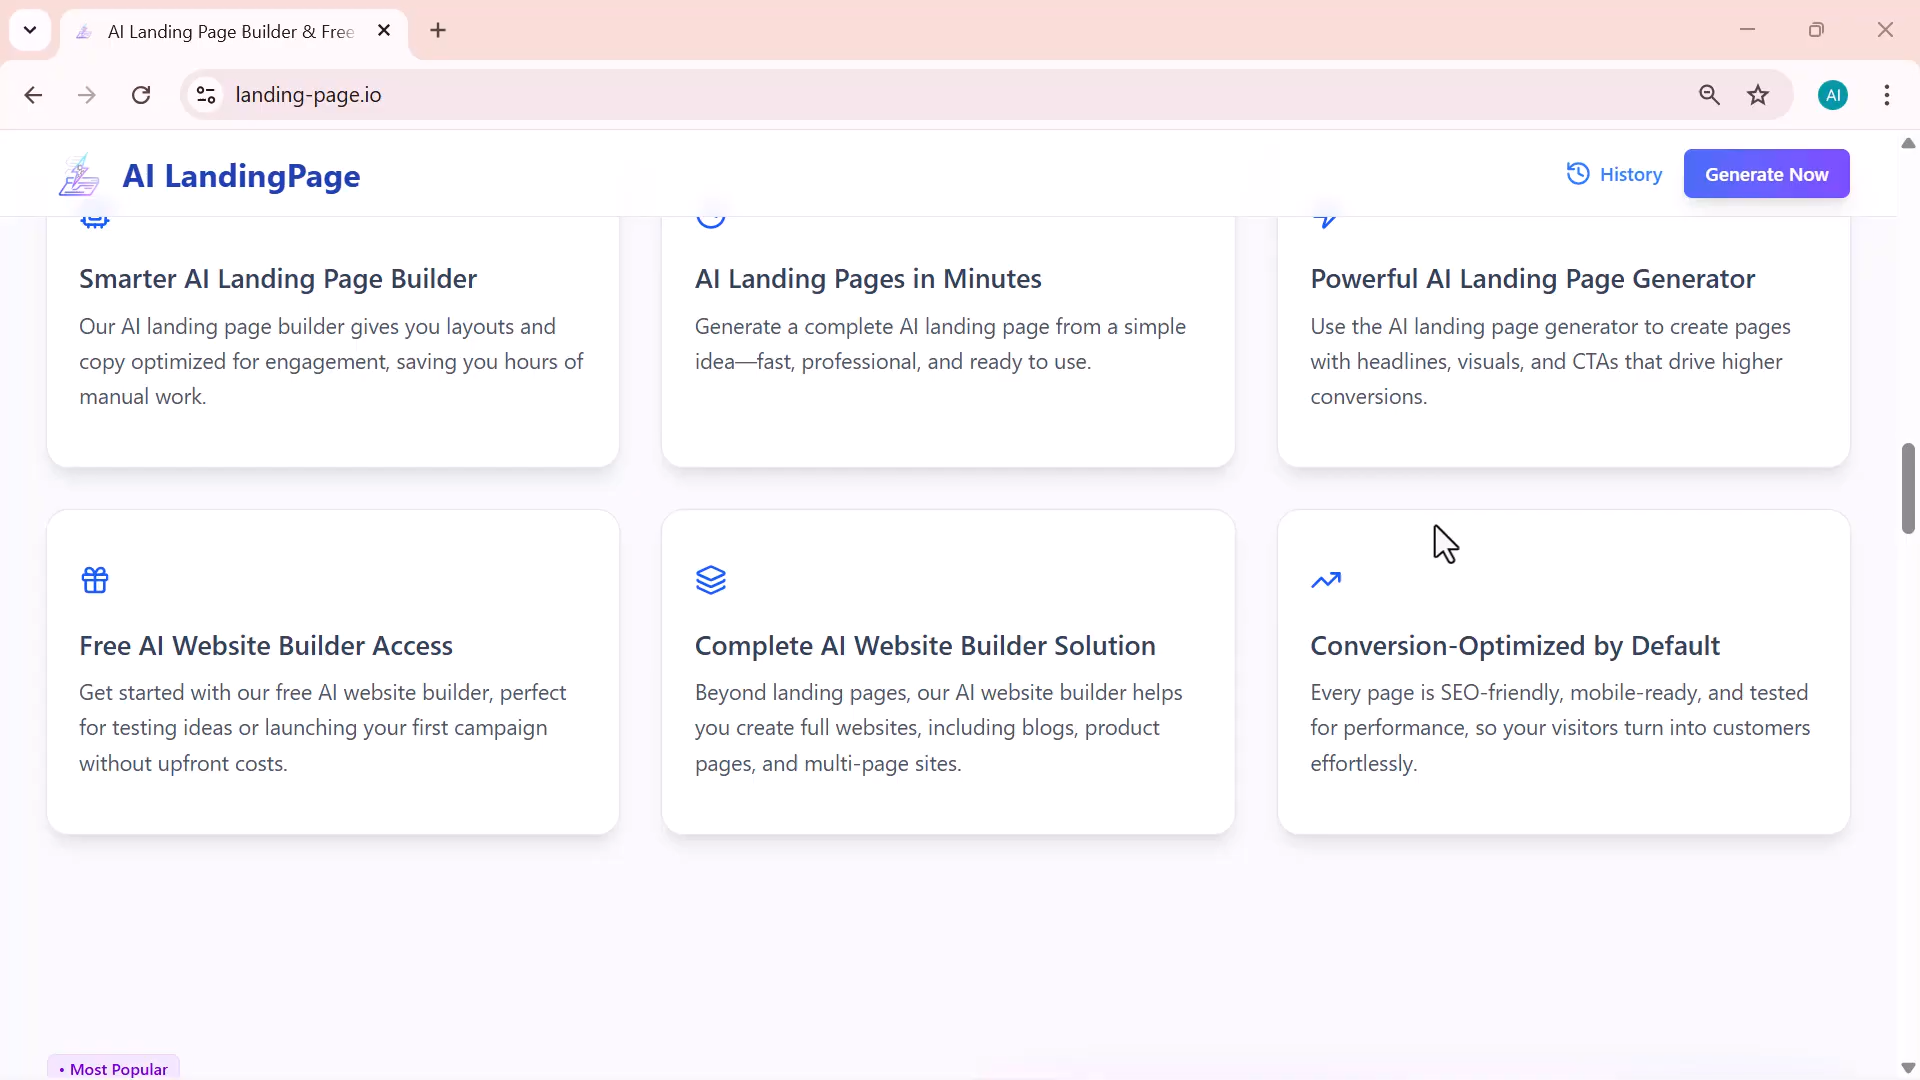 AI Landing Page Builder & Free
landing-page.io
AI
AI LandingPage
History
Generate Now
Smarter AI Landing Page Builder
Our AI landing page builder gives you layouts and
copy optimized for engagement, saving you hours of
manual work.
AI Landing Pages in Minutes
Generate a complete AI landing page from a simple
idea—fast, professional, and ready to use.
Powerful AI Landing Page Generator
Use the AI landing page generator to create pages
with headlines, visuals, and CTAs that drive higher
conversions.
Free AI Website Builder Access
Get started with our free AI website builder, perfect
for testing ideas or launching your first campaign
without upfront costs.
Complete AI Website Builder Solution
Beyond landing pages, our AI website builder helps
you create full websites, including blogs, product
pages, and multi-page sites.
Conversion-Optimized by Default
Every page is SEO-friendly, mobile-ready, and tested
for performance, so your visitors turn into customers
effortlessly.
• Most Popular